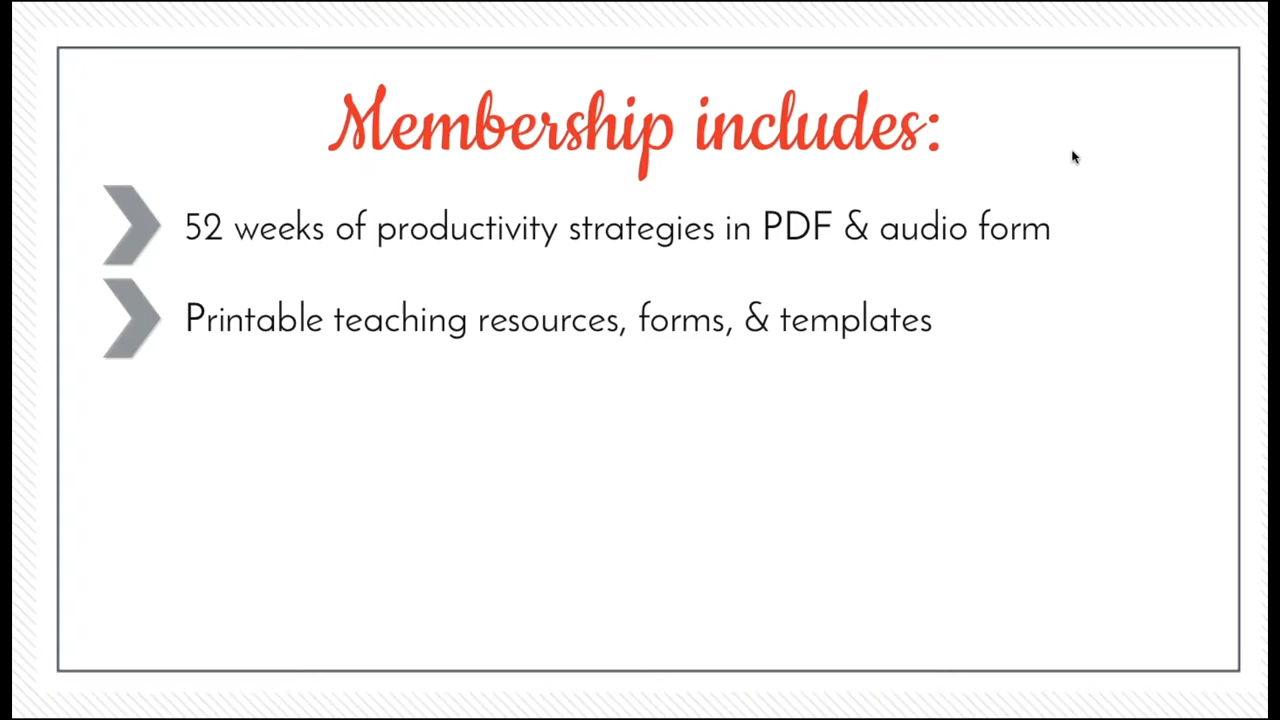 Membership includes:
52 weeks of productivity strategies in PDF & audio form
Printable teaching resources, forms, & templates